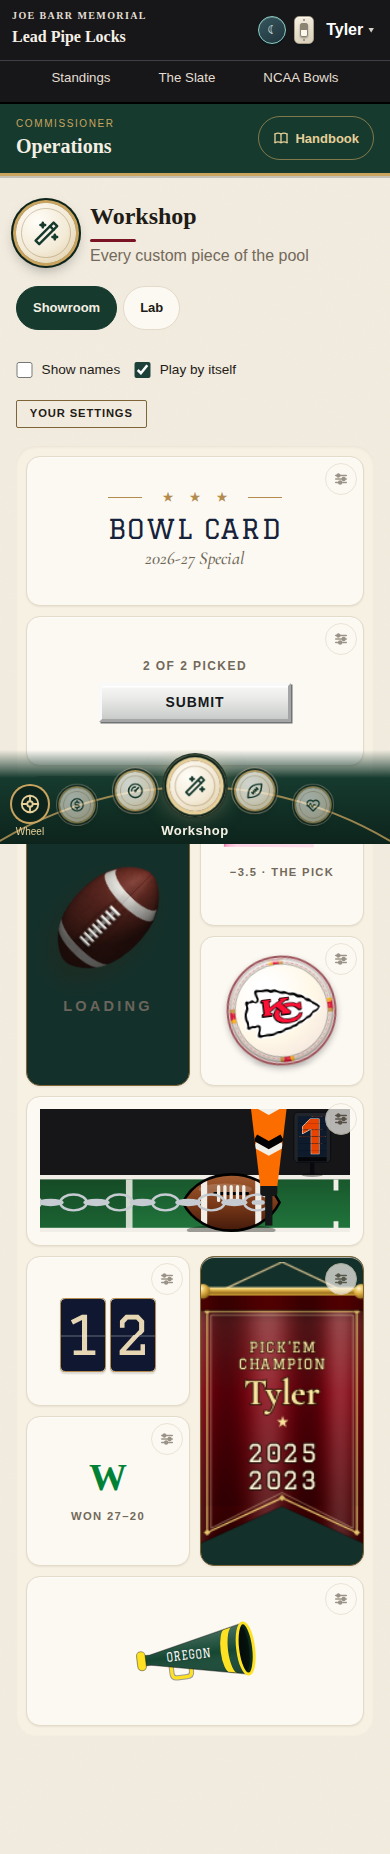 JOE BARR MEMORIAL
Lead Pipe Locks
Tyler
Standings
The Slate
NCAA Bowls
COMMISSIONER
Operations
Handbook
Workshop
Every custom piece of the pool
Showroom
Lab
Show names
Play by itself
YOUR SETTINGS
BOWL CARD
2026-27 Special
2 OF 2 PICKED
SUBMIT
Wheel
Workshop
−3.5 · THE PICK
LOADING
KC
1
12
PICK'EM
CHAMPION
Tyler
2025
2023
W
WON 27–20
OREGON